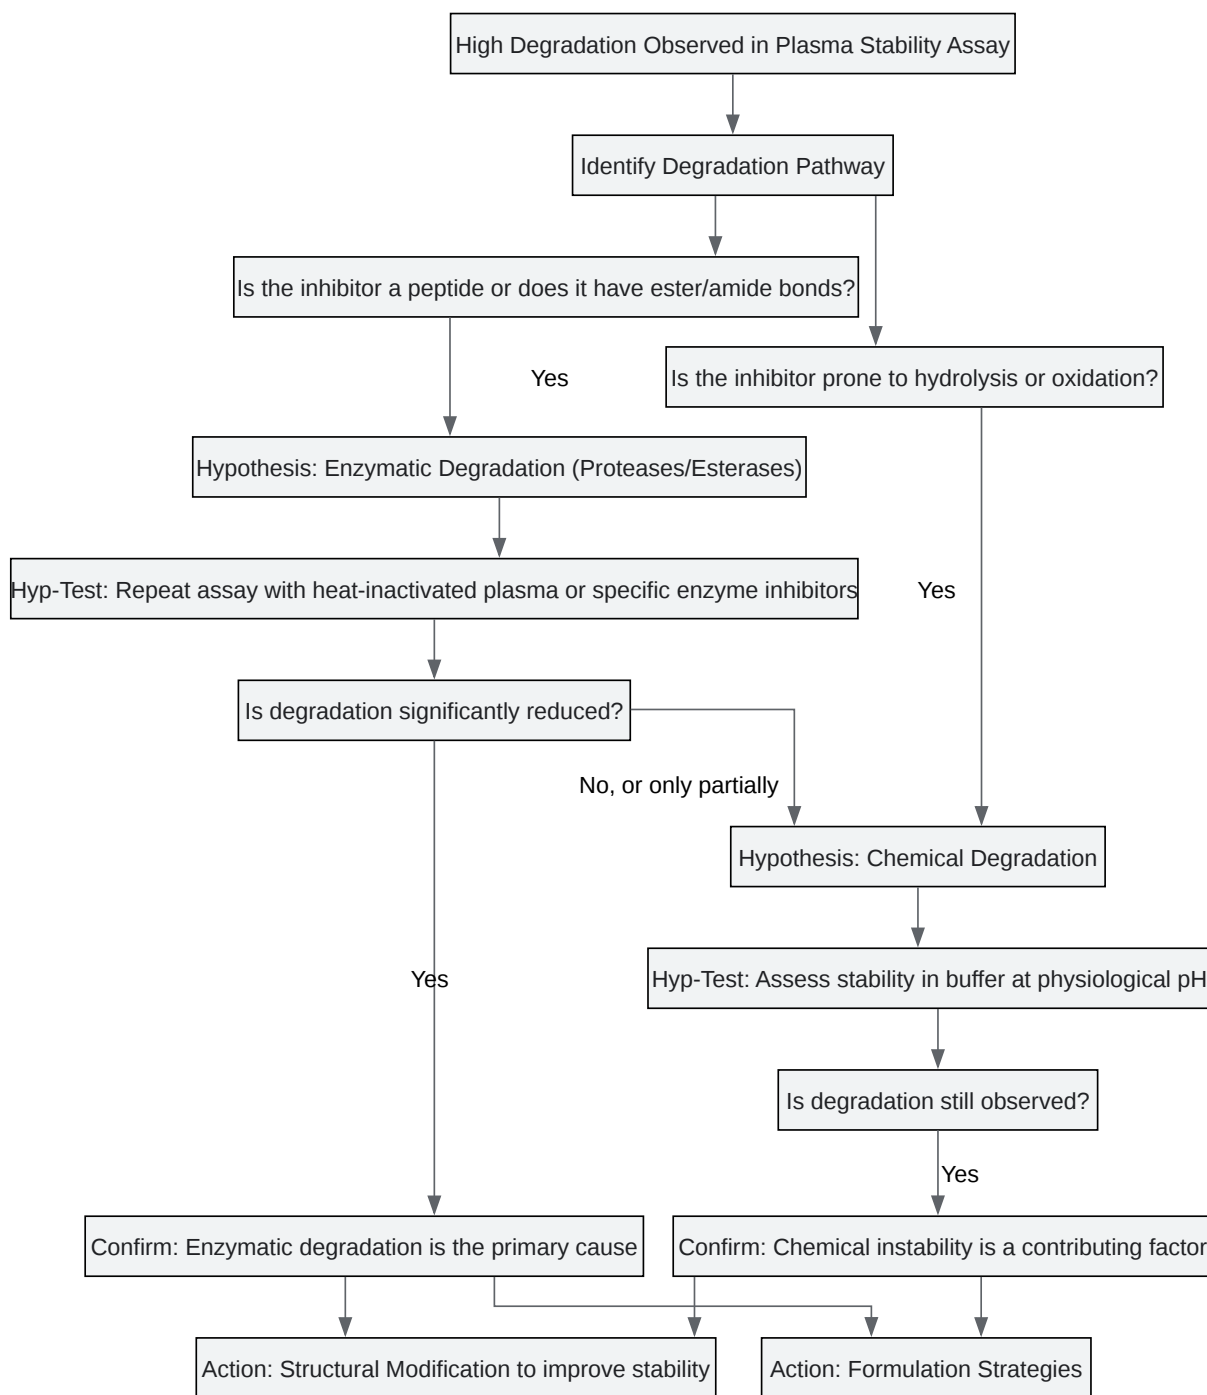 High Degradation Observed in Plasma Stability Assay
Identify Degradation Pathway
Is the inhibitor a peptide or does it have ester/amide bonds?
Yes
Is the inhibitor prone to hydrolysis or oxidation?
Hypothesis: Enzymatic Degradation (Proteases/Esterases)
Hyp-Test: Repeat assay with heat-inactivated plasma or specific enzyme inhibitors
Yes
Is degradation significantly reduced?
No, or only partially
Hypothesis: Chemical Degradation
Yes
Hyp-Test: Assess stability in buffer at physiological pH
Is degradation still observed?
Yes
Confirm: Enzymatic degradation is the primary cause
Confirm: Chemical instability is a contributing factor
Action: Structural Modification to improve stability
Action: Formulation Strategies